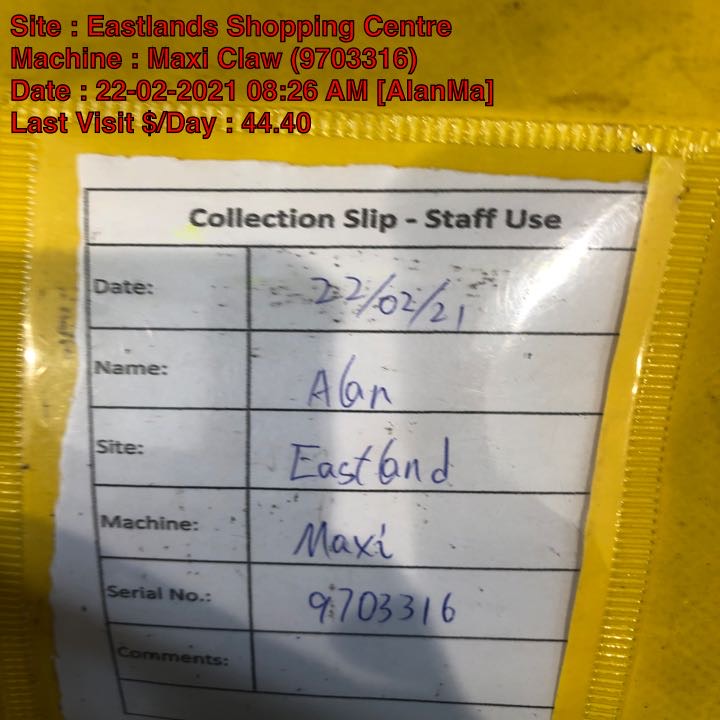 Site : Eastlands Shopping Centre
Machine : Maxi Claw (9703316)
Date : 22-02-2021 08:26 AM [AlanMa]
Last Visit $/Day : 44.40
Collection Slip - Staff Use
Date: 22/02/21
Name: Alan
Site: Eastland
Machine: Maxi
Serial No.: 9703316
Comments: